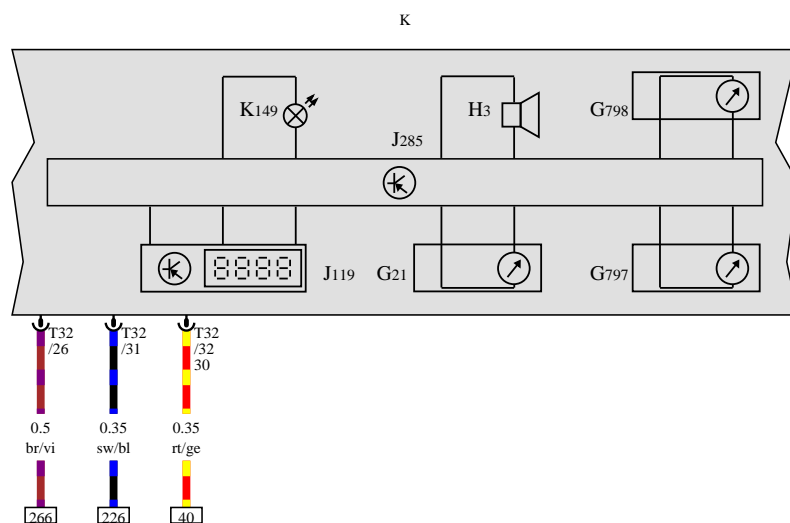 K
K149
H3
G798
J285
J119
G21
G797
T32
/26
T32
/31
T32
/32
30
0.5
br/vi
0.35
sw/bl
0.35
rt/ge
266
226
40